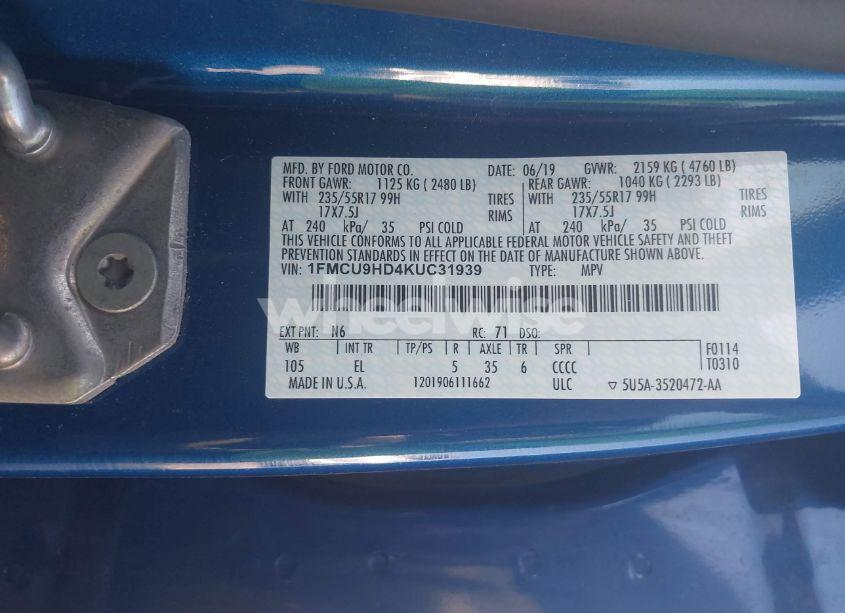 MFD. BY FORD MOTOR CO. DATE: 06/19 GVWR: 2159 KG ( 4760 LB)
FRONT GAWR: 1125 KG ( 2480 LB) REAR GAWR: 1040 KG ( 2293 LB)
WITH 235/55R17 99H TIRES WITH 235/55R17 99H TIRES
17X7.5J RIMS 17X7.5J RIMS
AT 240 kPa/ 35 PSI COLD AT 240 kPa/ 35 PSI COLD
THIS VEHICLE CONFORMS TO ALL APPLICABLE FEDERAL MOTOR VEHICLE SAFETY AND THEFT
PREVENTION STANDARDS IN EFFECT ON THE DATE OF MANUFACTURE SHOWN ABOVE.
VIN: 1FMCU9HD4KUC31939 TYPE: MPV
wheelwise
EXT PNT: N6 RC: 71 DSO:
WB INT TR TP/PS R AXLE TR SPR F0114
105 EL 5 35 6 CCCC T0310
MADE IN U.S.A. 1201906111662 ULC ▽ 5U5A-3520472-AA